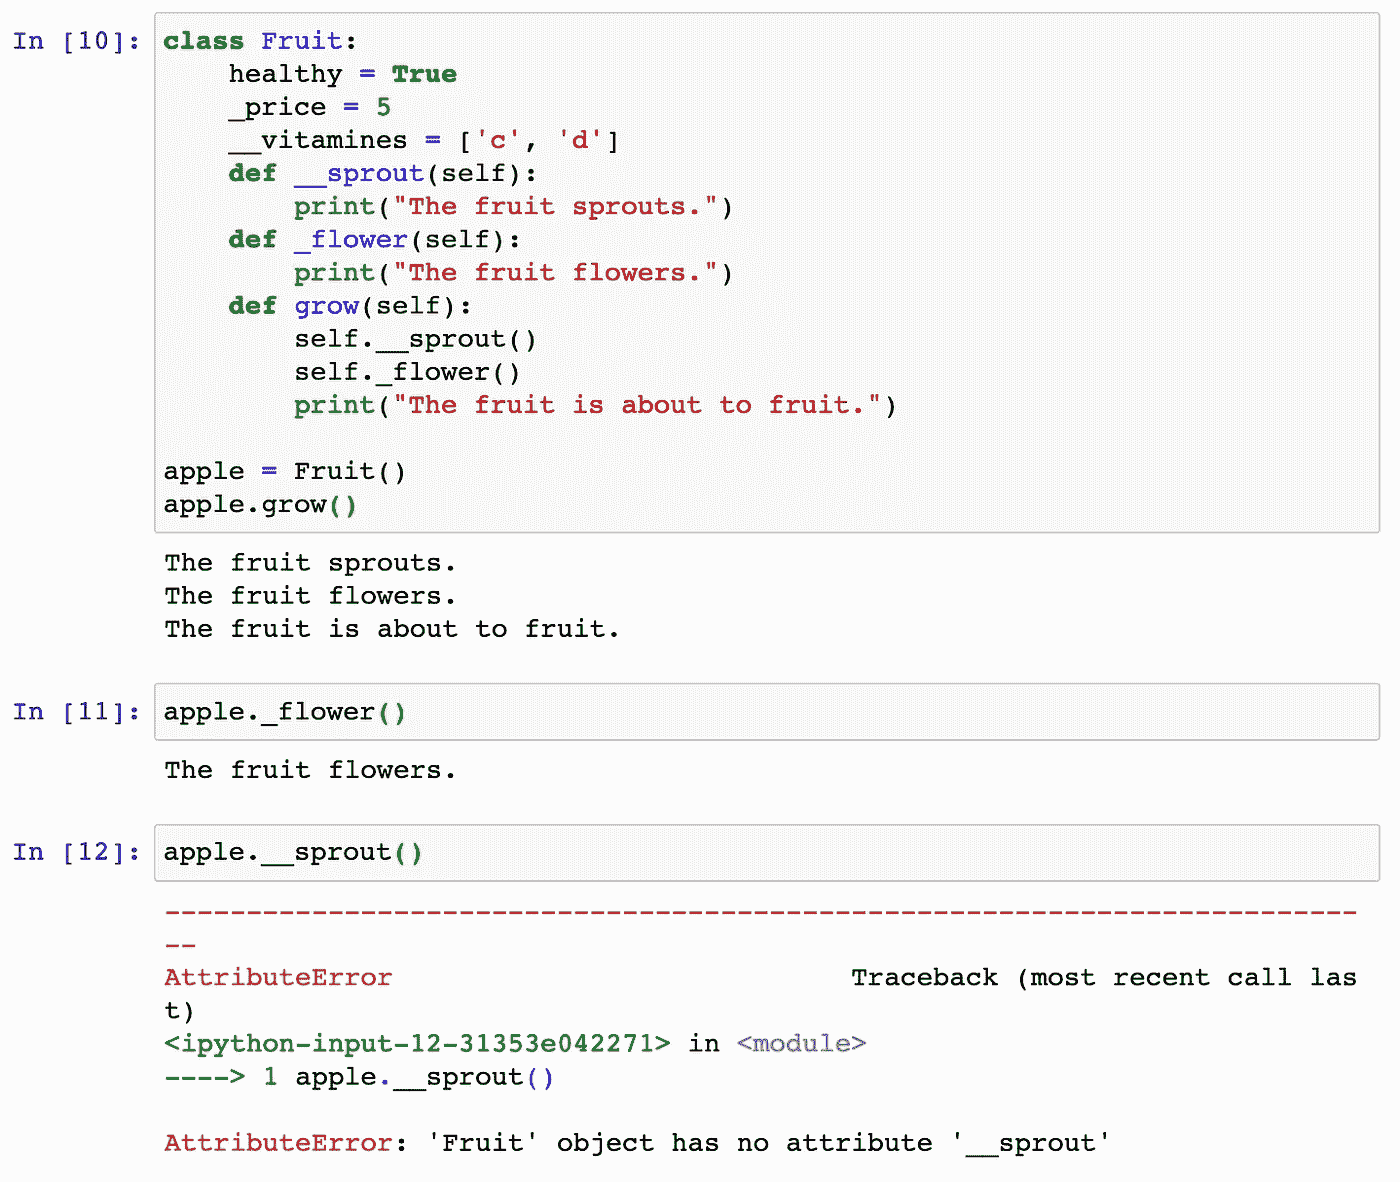 In [10]: class Fruit:
    healthy = True
    _price = 5
    __vitamines = ['c', 'd']
    def __sprout(self):
        print("The fruit sprouts.")
    def _flower(self):
        print("The fruit flowers.")
    def grow(self):
        self.__sprout()
        self._flower()
        print("The fruit is about to fruit.")
apple = Fruit()
apple.grow()
The fruit sprouts.
The fruit flowers.
The fruit is about to fruit.
In [11]: apple._flower()
The fruit flowers.
In [12]: apple.__sprout()
-------------------------------------------------------------------------
--
AttributeError                            Traceback (most recent call las
t)
<ipython-input-12-31353e042271> in <module>
----> 1 apple.__sprout()
AttributeError: 'Fruit' object has no attribute '__sprout'